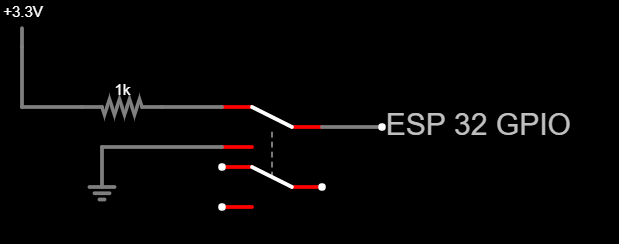 +3.3V
1k
ESP 32 GPIO